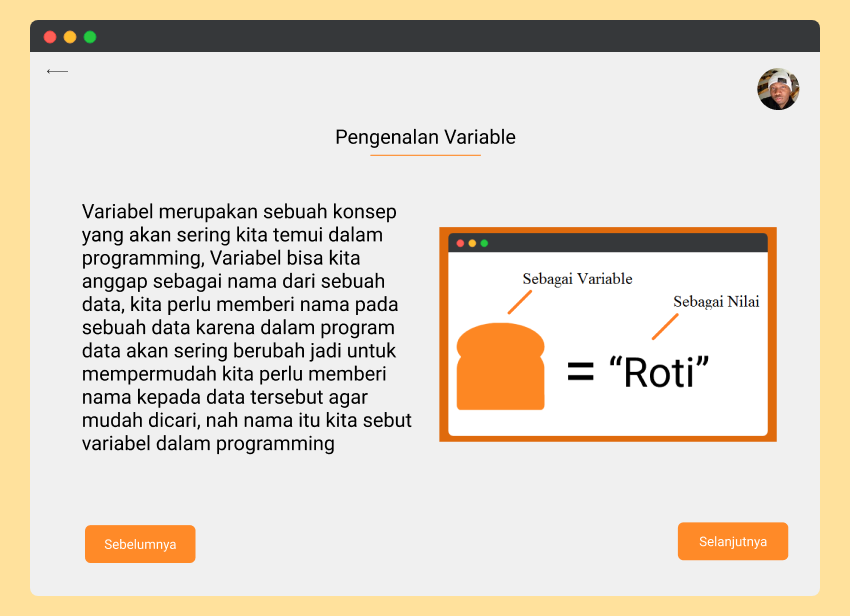 Pengenalan Variable
Variabel merupakan sebuah konsep
yang akan sering kita temui dalam
programming, Variabel bisa kita
anggap sebagai nama dari sebuah
data, kita perlu memberi nama pada
sebuah data karena dalam program
data akan sering berubah jadi untuk
mempermudah kita perlu memberi
nama kepada data tersebut agar
mudah dicari, nah nama itu kita sebut
variabel dalam programming
Sebagai Variable
Sebagai Nilai
= “Roti”
Sebelumnya
Selanjutnya